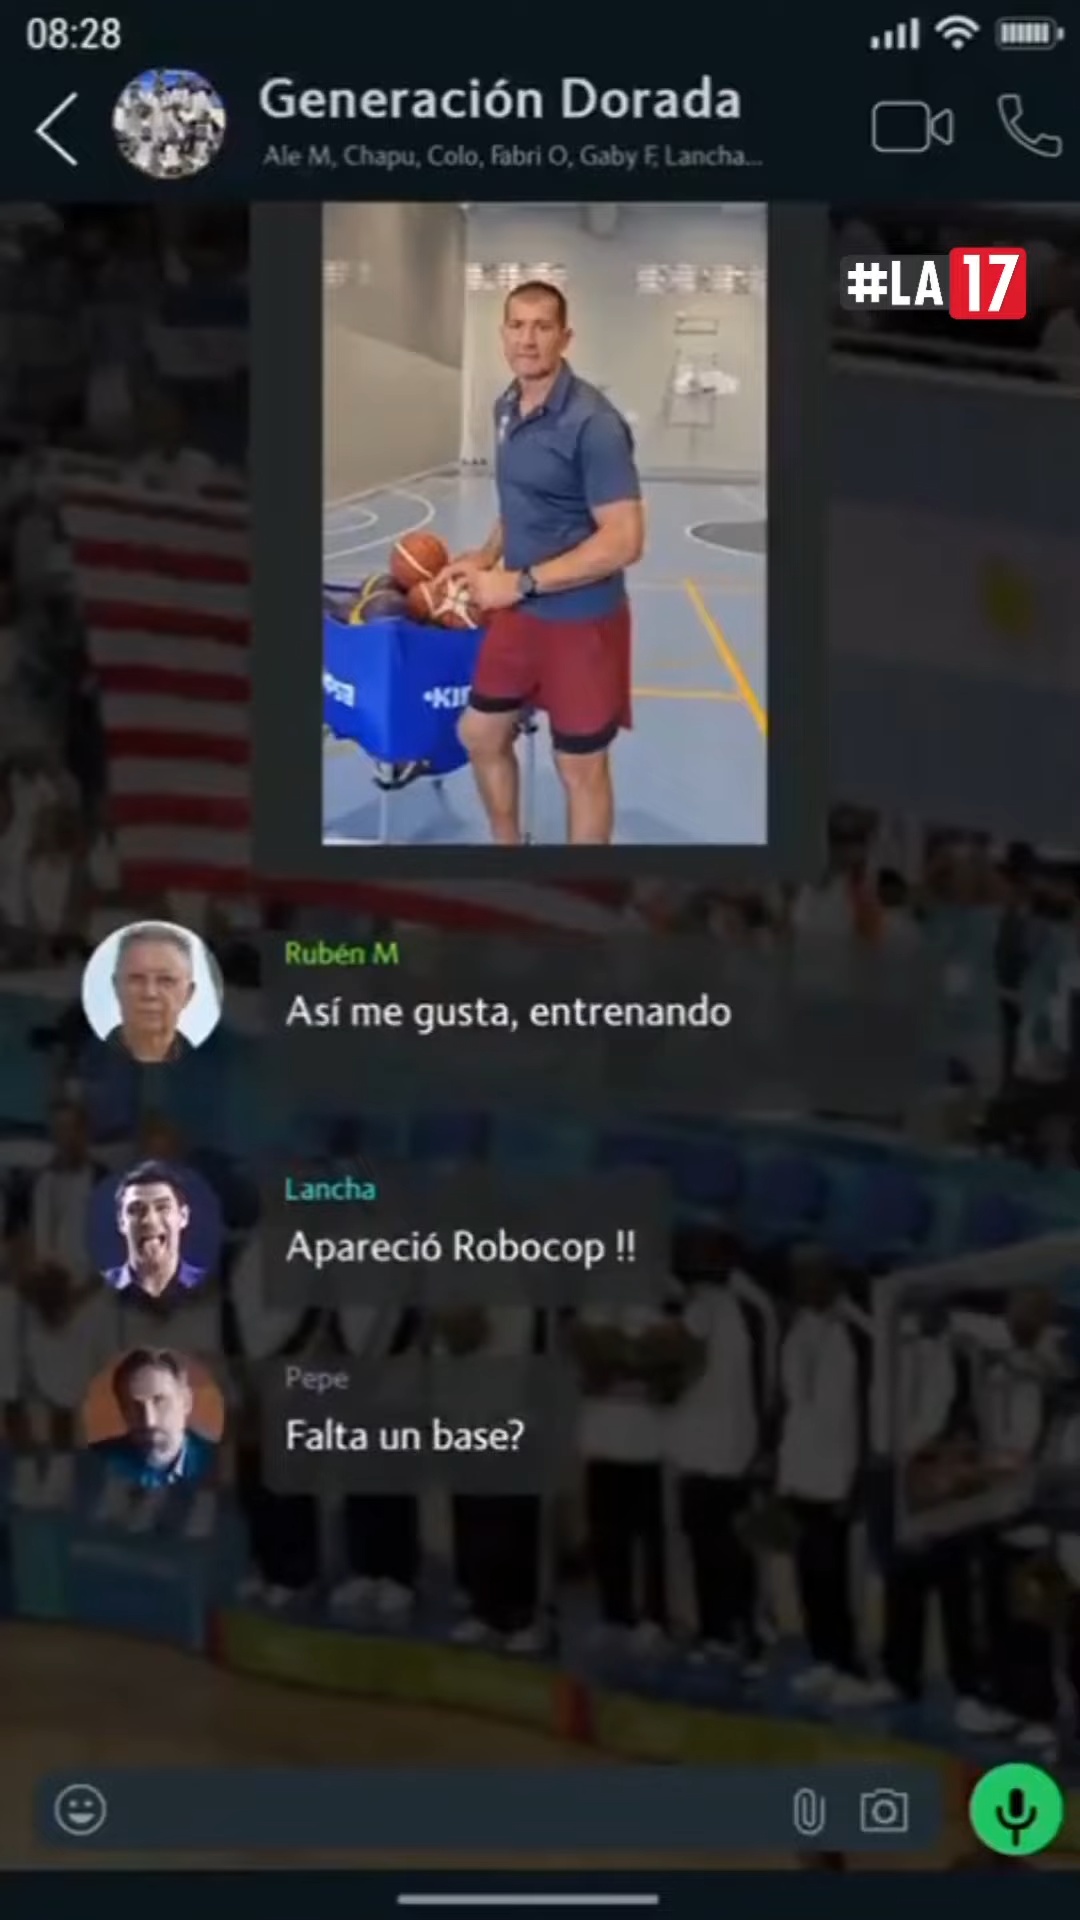 08:28
Generación Dorada
Ale M, Chapu, Colo, Fabri O, Gaby F, Lancha...
#LA 17
Rubén M
Así me gusta, entrenando
Lancha
Apareció Robocop !!
Pepe
Falta un base?